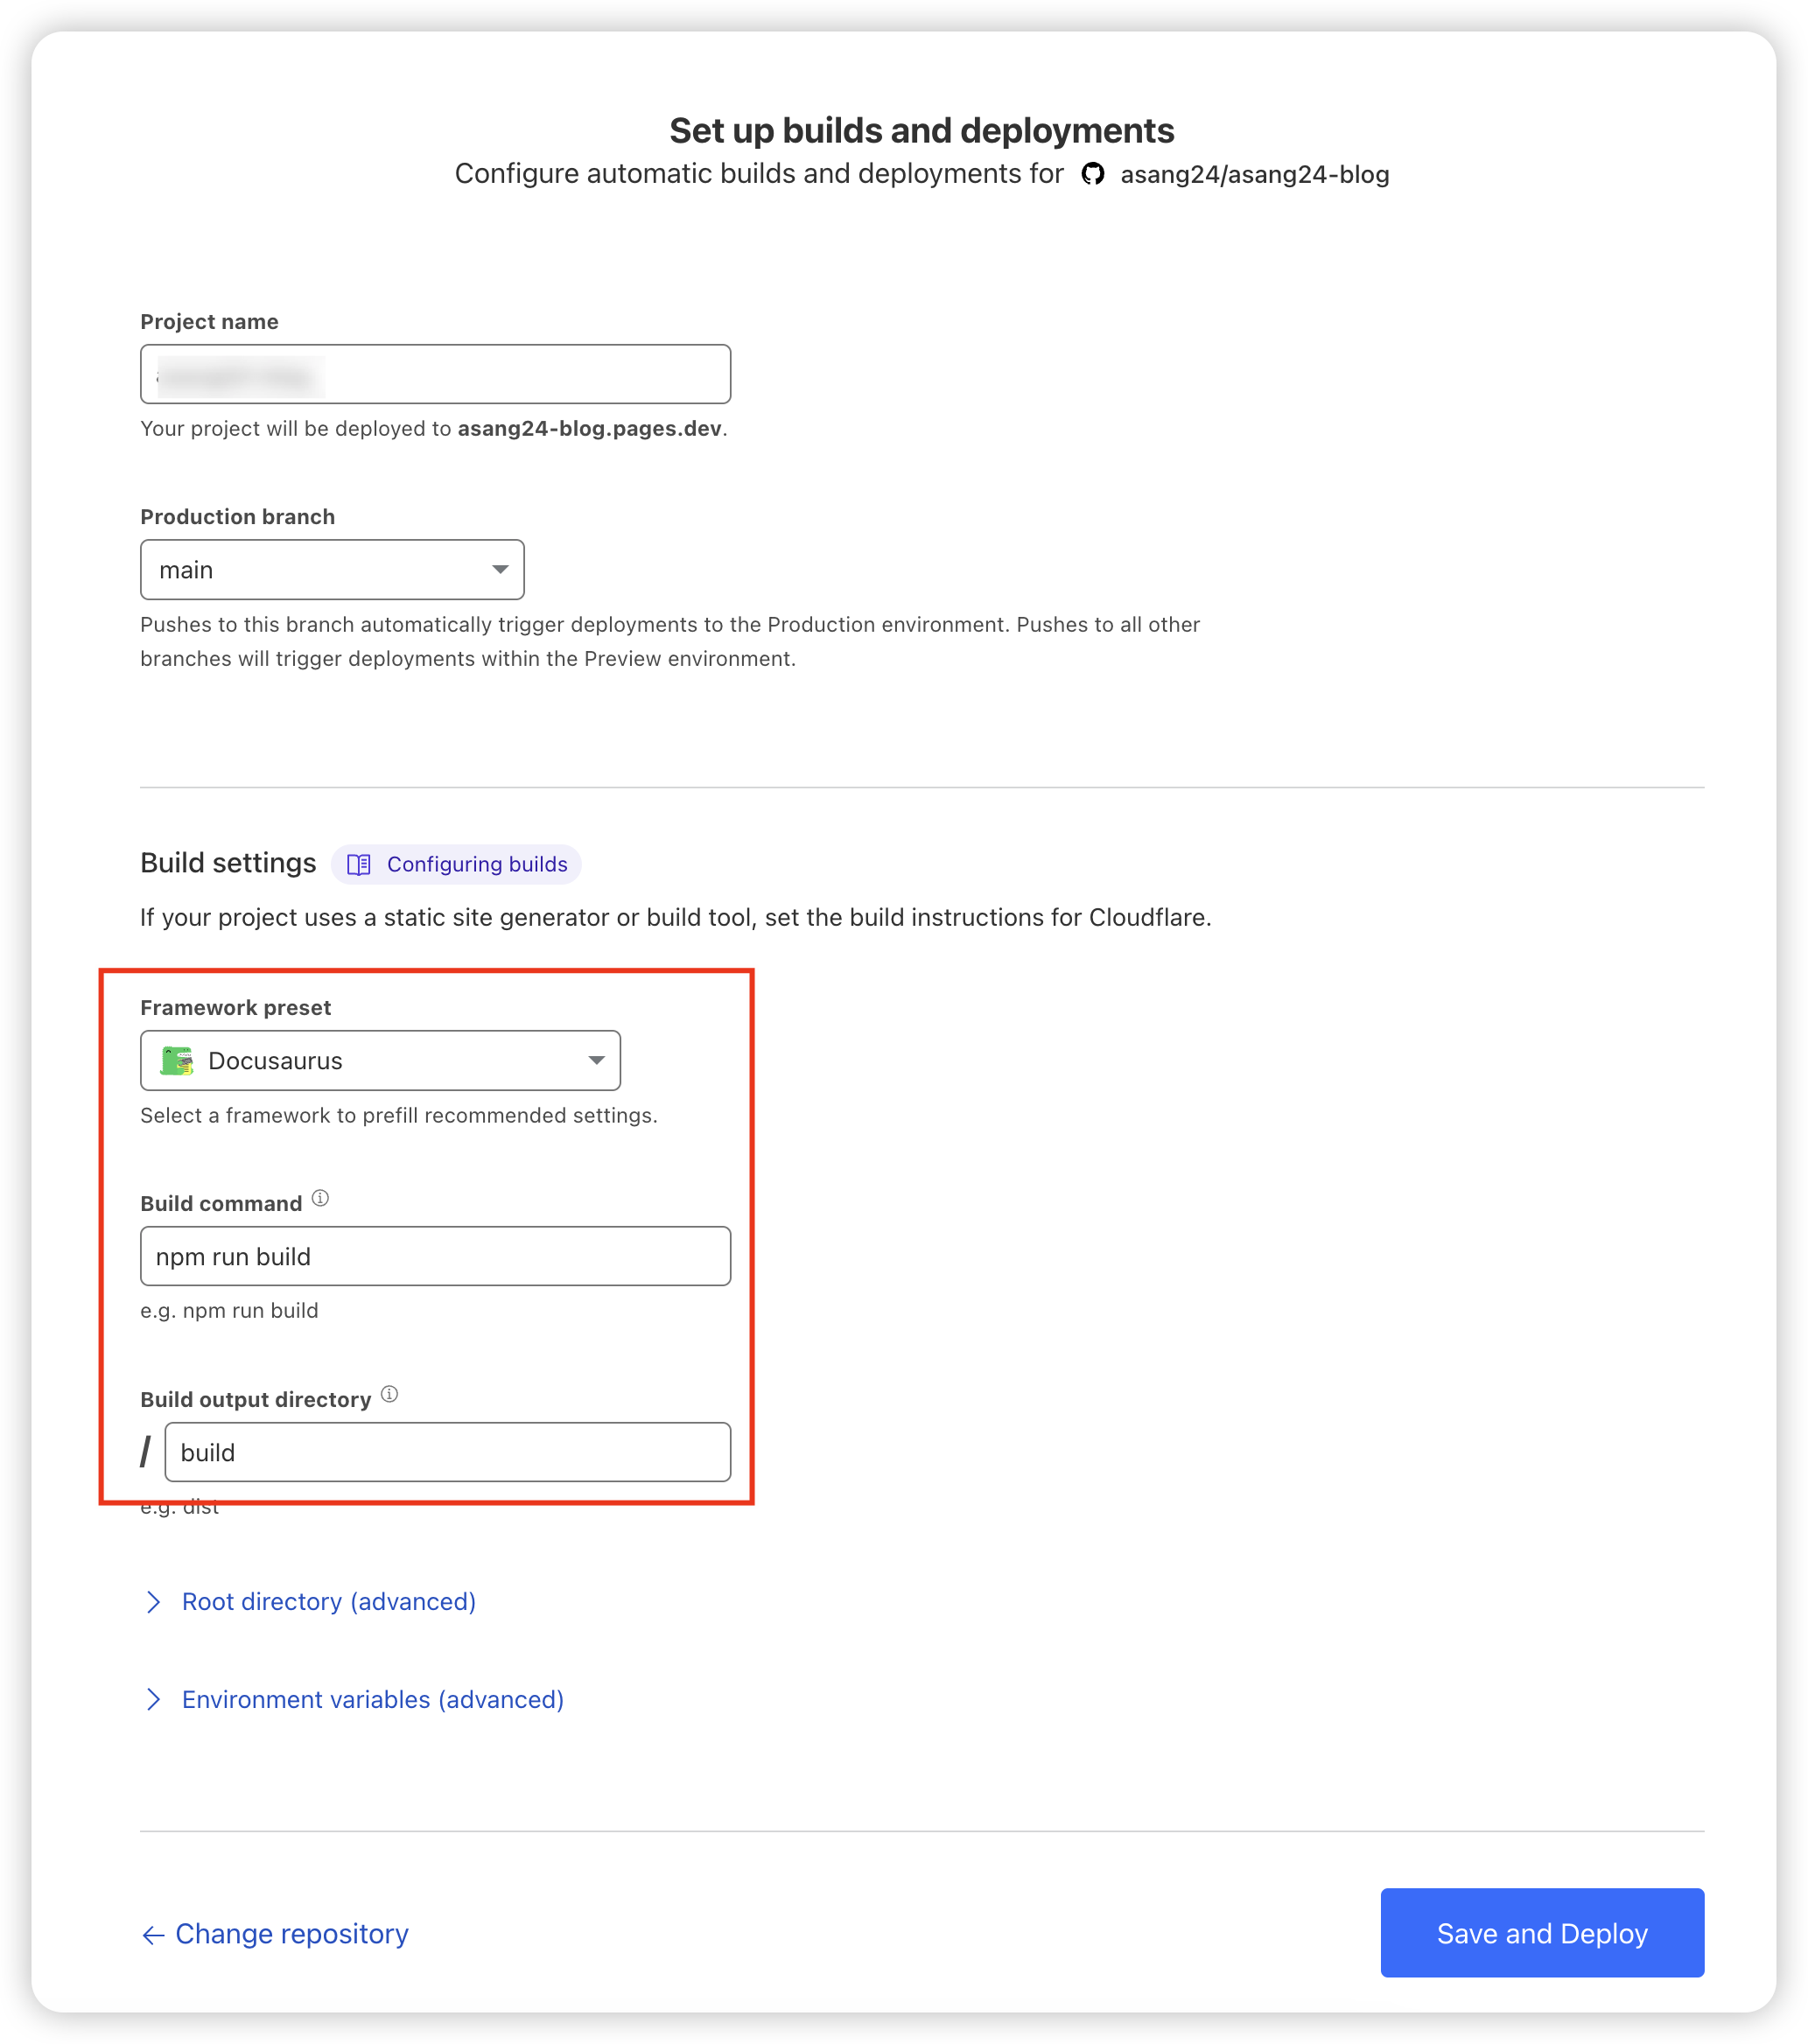 Set up builds and deployments
Configure automatic builds and deployments for asang24/asang24-blog
Project name
Your project will be deployed to asang24-blog.pages.dev.
Production branch
main
Pushes to this branch automatically trigger deployments to the Production environment. Pushes to all other
branches will trigger deployments within the Preview environment.
Build settings Configuring builds
If your project uses a static site generator or build tool, set the build instructions for Cloudflare.
Framework preset
Docusaurus
Select a framework to prefill recommended settings.
Build command
npm run build
e.g. npm run build
Build output directory
/ build
e.g. dist
Root directory (advanced)
Environment variables (advanced)
← Change repository
Save and Deploy